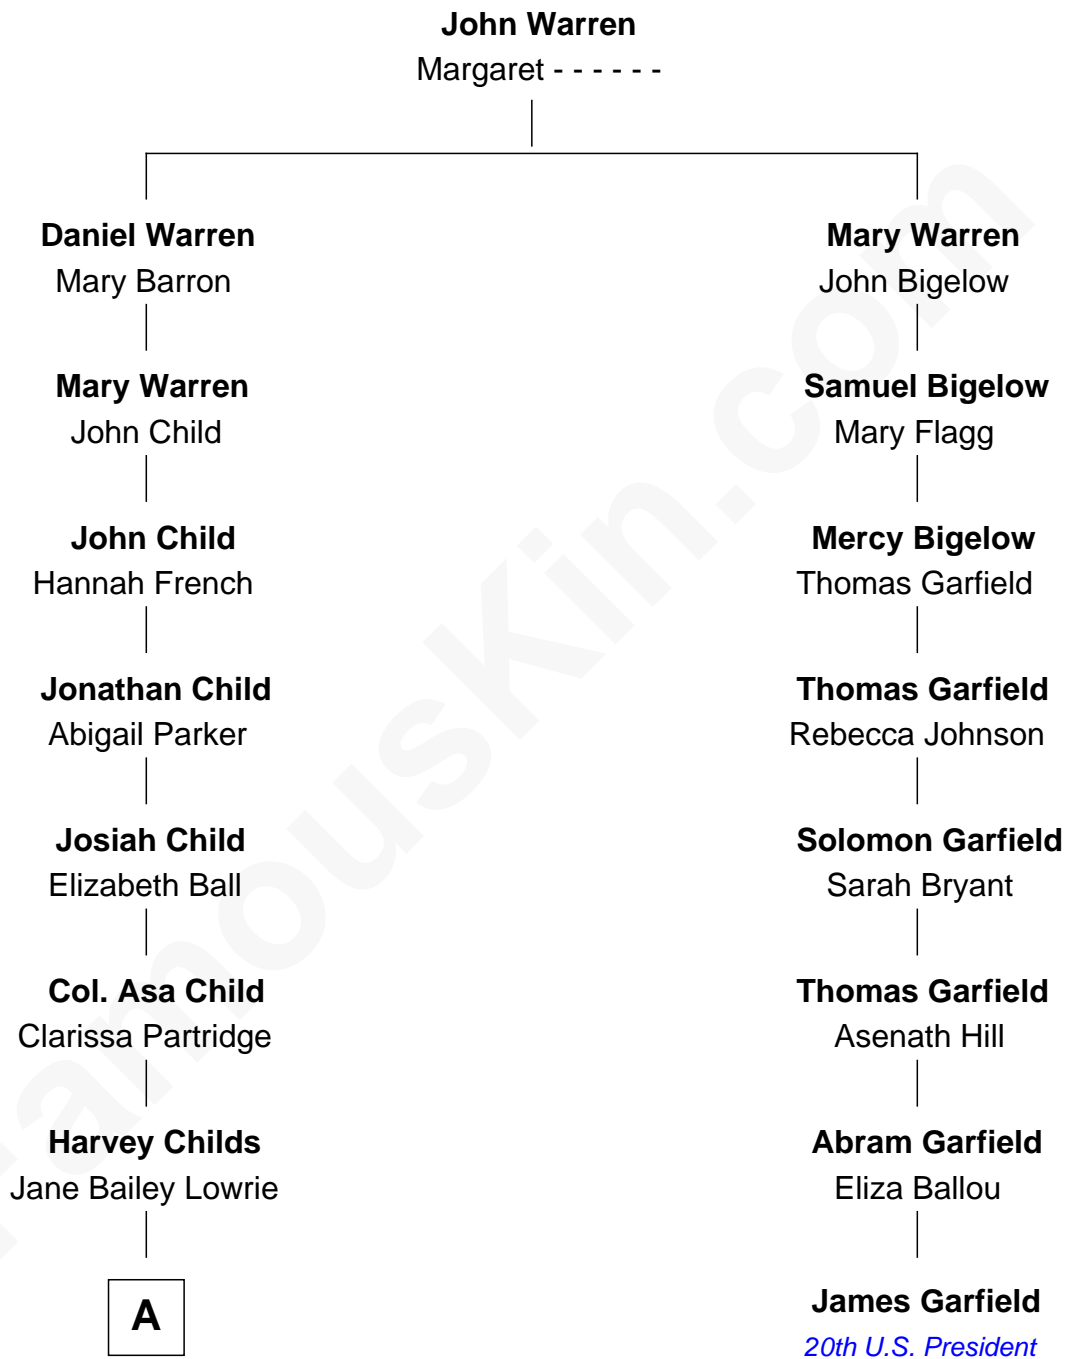 John Warren
Margaret - - - - - -
Daniel Warren
Mary Barron
Mary Warren
John Bigelow
Mary Warren
John Child
Samuel Bigelow
Mary Flagg
John Child
Hannah French
Mercy Bigelow
Thomas Garfield
Jonathan Child
Abigail Parker
Thomas Garfield
Rebecca Johnson
Josiah Child
Elizabeth Ball
Solomon Garfield
Sarah Bryant
Col. Asa Child
Clarissa Partridge
Thomas Garfield
Asenath Hill
Harvey Childs
Jane Bailey Lowrie
Abram Garfield
Eliza Ballou
A
James Garfield
20th U.S. President
FamousKin.com